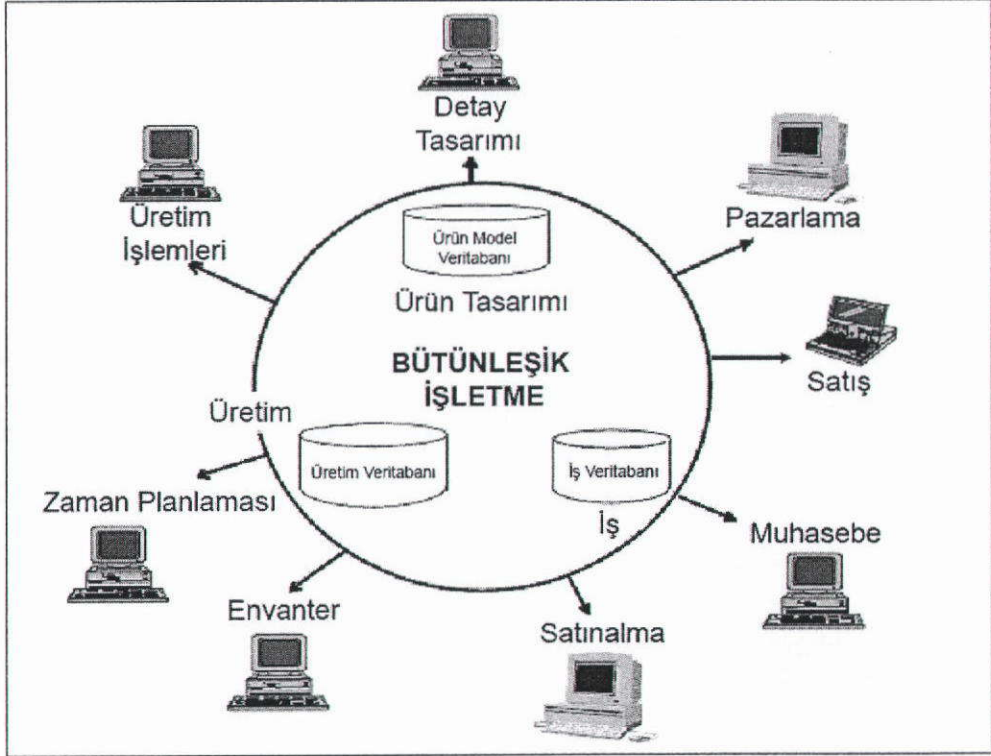 Detay
Tasarımı
Üretim
İşlemleri
Pazarlama
Ürün Model
Veritabanı
Ürün Tasarımı
BÜTÜNLEŞİK
İŞLETME
Satış
Üretim
Üretim Veritabanı
İş Veritabanı
İş
Zaman Planlaması
Muhasebe
Envanter
Satınalma